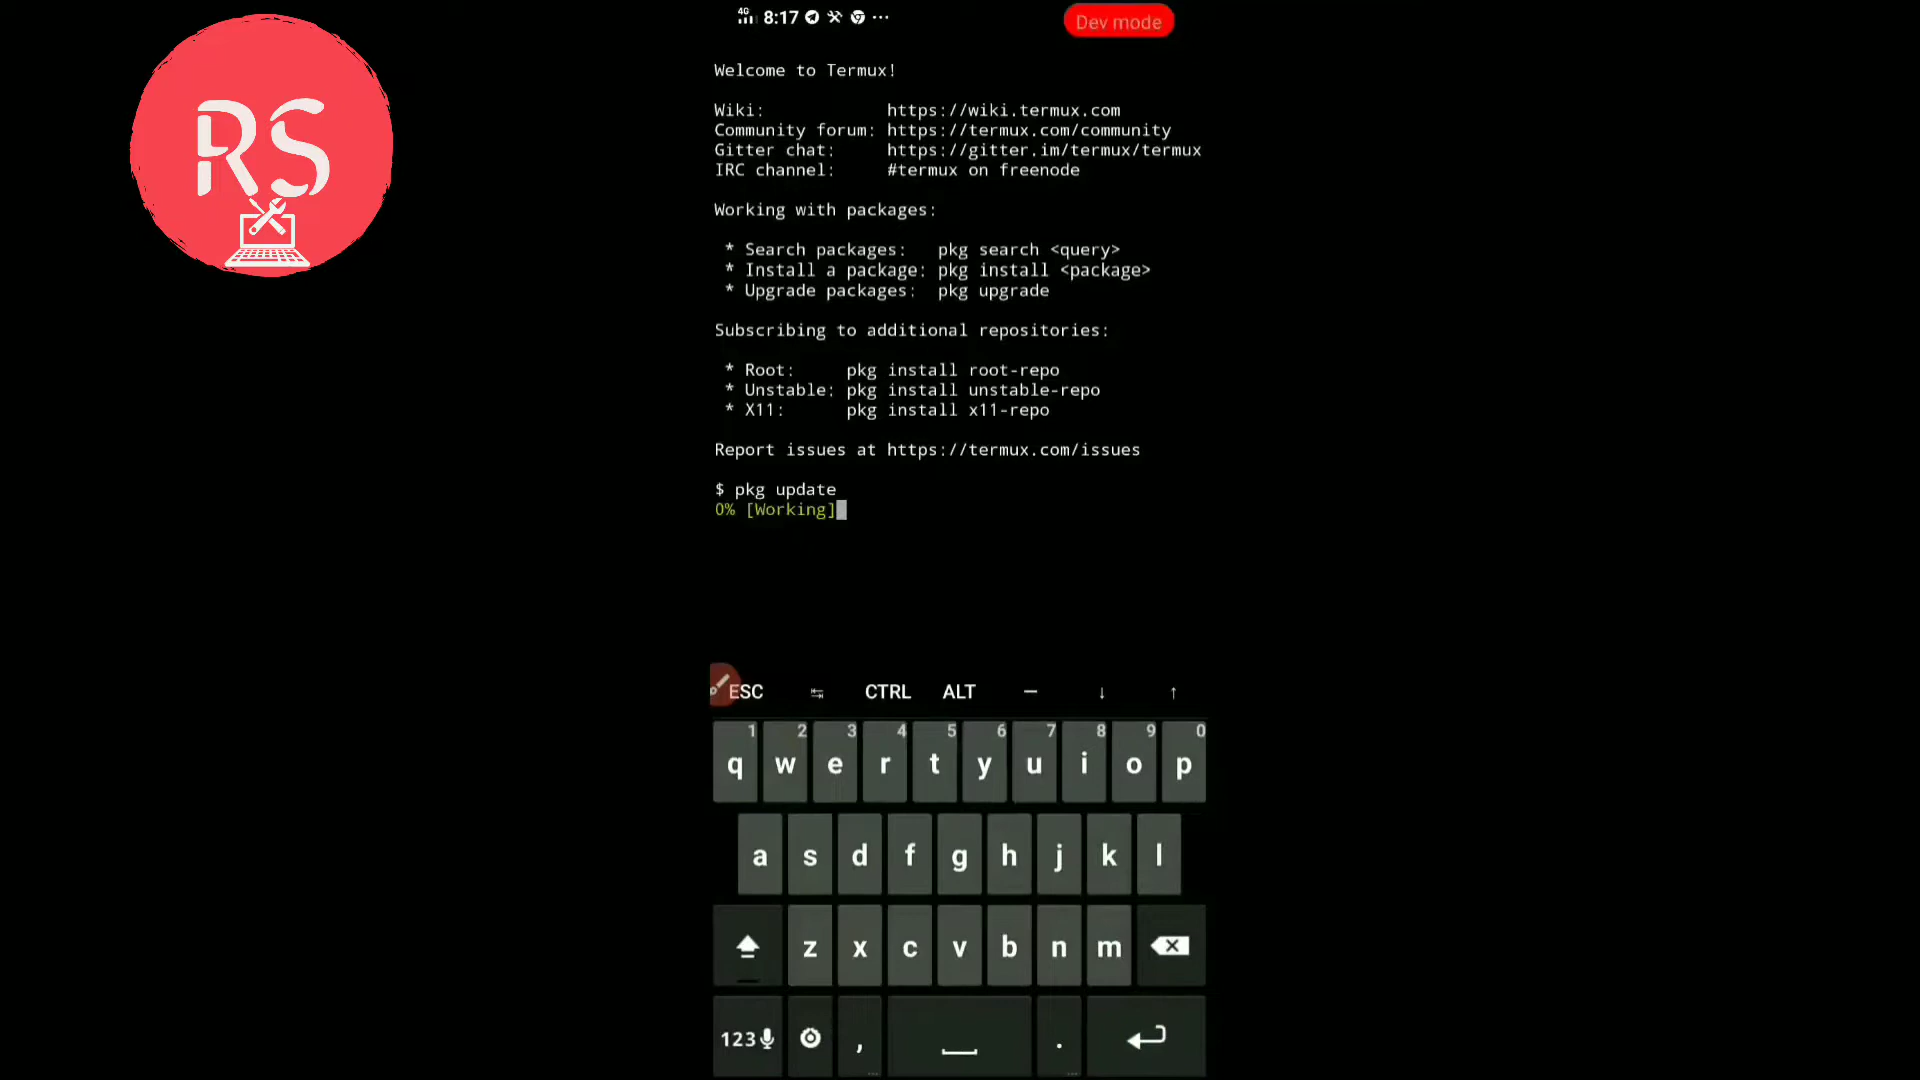 RS
4G 8:17
Dev mode
Welcome to Termux!
Wiki: https://wiki.termux.com
Community forum: https://termux.com/community
Gitter chat: https://gitter.im/termux/termux
IRC channel: #termux on freenode
Working with packages:
* Search packages: pkg search <query>
* Install a package: pkg install <package>
* Upgrade packages: pkg upgrade
Subscribing to additional repositories:
* Root: pkg install root-repo
* Unstable: pkg install unstable-repo
* X11: pkg install x11-repo
Report issues at https://termux.com/issues
$ pkg update
0% [Working]
ESC ↹ CTRL ALT — ↓ ↑
1 2 3 4 5 6 7 8 9 0
q w e r t y u i o p
a s d f g h j k l
z x c v b n m
123 , .